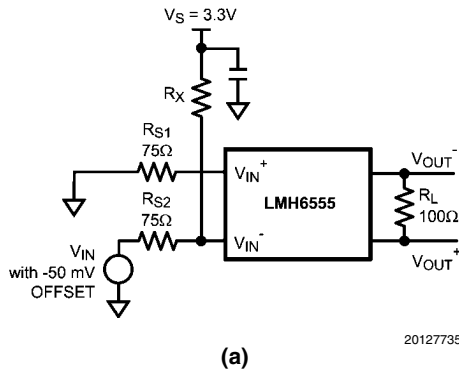 V_S = 3.3V
R_X
R_S1
75Ω
V_IN^+
V_OUT^-
R_S2
75Ω
LMH6555
R_L
100Ω
V_IN^-
V_IN
with -50 mV
OFFSET
V_OUT^+
20127735
(a)